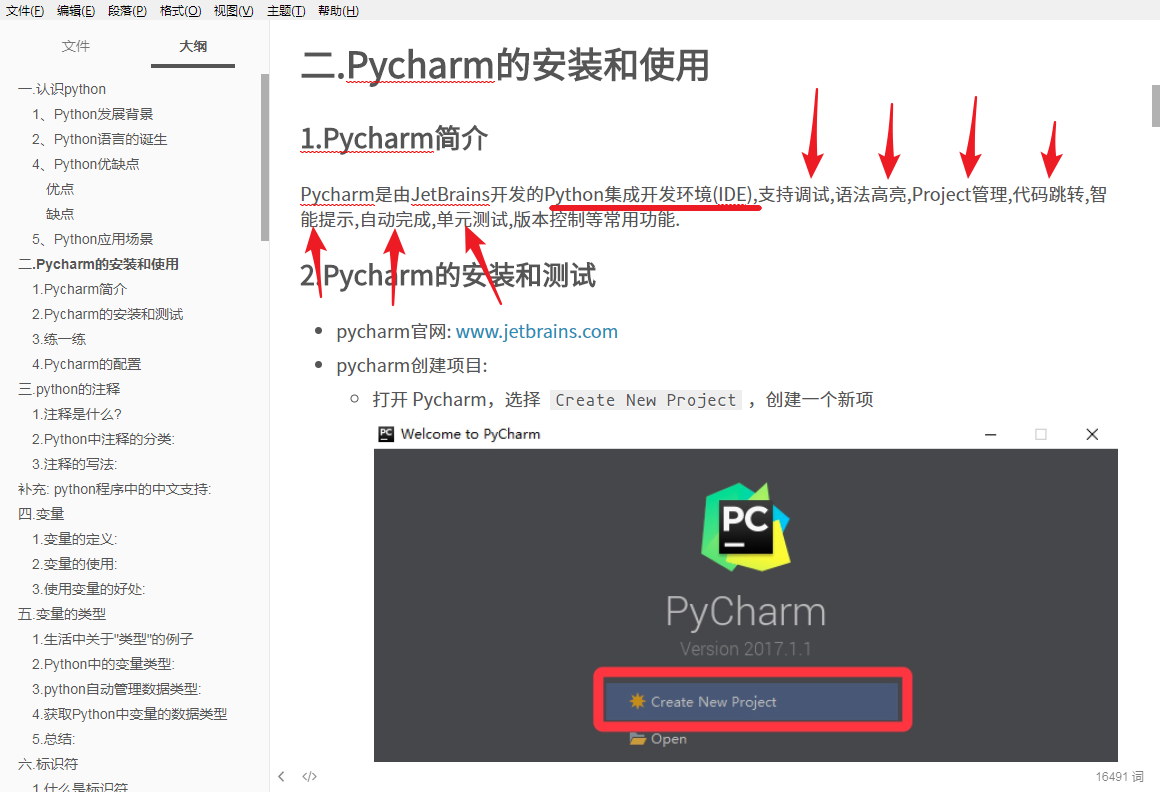 文件(F) 编辑(E) 段落(P) 格式(O) 视图(V) 主题(T) 帮助(H)
文件 大纲
一.认识python
1、Python发展背景
2、Python语言的诞生
4、Python优缺点
优点
缺点
5、Python应用场景
二.Pycharm的安装和使用
1.Pycharm简介
2.Pycharm的安装和测试
3.练一练
4.Pycharm的配置
三.python的注释
1.注释是什么?
2.Python中注释的分类:
3.注释的写法:
补充: python程序中的中文支持:
四.变量
1.变量的定义:
2.变量的使用:
3.使用变量的好处:
五.变量的类型
1.生活中关于"类型"的例子
2.Python中的变量类型:
3.python自动管理数据类型:
4.获取Python中变量的数据类型
5.总结:
六.标识符
1.什么是标识符
二.Pycharm的安装和使用
1.Pycharm简介
Pycharm是由JetBrains开发的Python集成开发环境(IDE),支持调试,语法高亮,Project管理,代码跳转,智
能提示,自动完成,单元测试,版本控制等常用功能.
2.Pycharm的安装和测试
pycharm官网: www.jetbrains.com
pycharm创建项目:
打开 Pycharm，选择 Create New Project ，创建一个新项
PC Welcome to PyCharm
PC
PyCharm
Version 2017.1.1
Create New Project
Open
16491 词